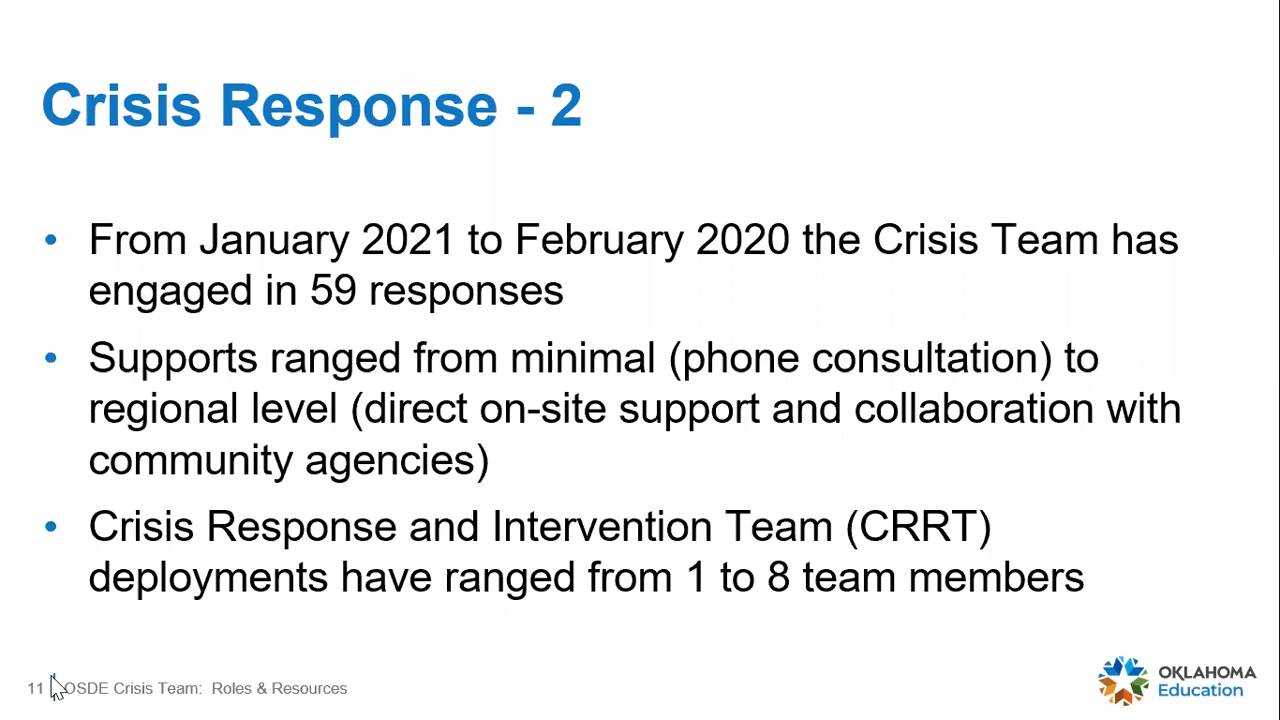 Crisis Response - 2
• From January 2021 to February 2020 the Crisis Team has
engaged in 59 responses
• Supports ranged from minimal (phone consultation) to
regional level (direct on-site support and collaboration with
community agencies)
• Crisis Response and Intervention Team (CRRT)
deployments have ranged from 1 to 8 team members
11 OSDE Crisis Team: Roles & Resources
OKLAHOMA
Education